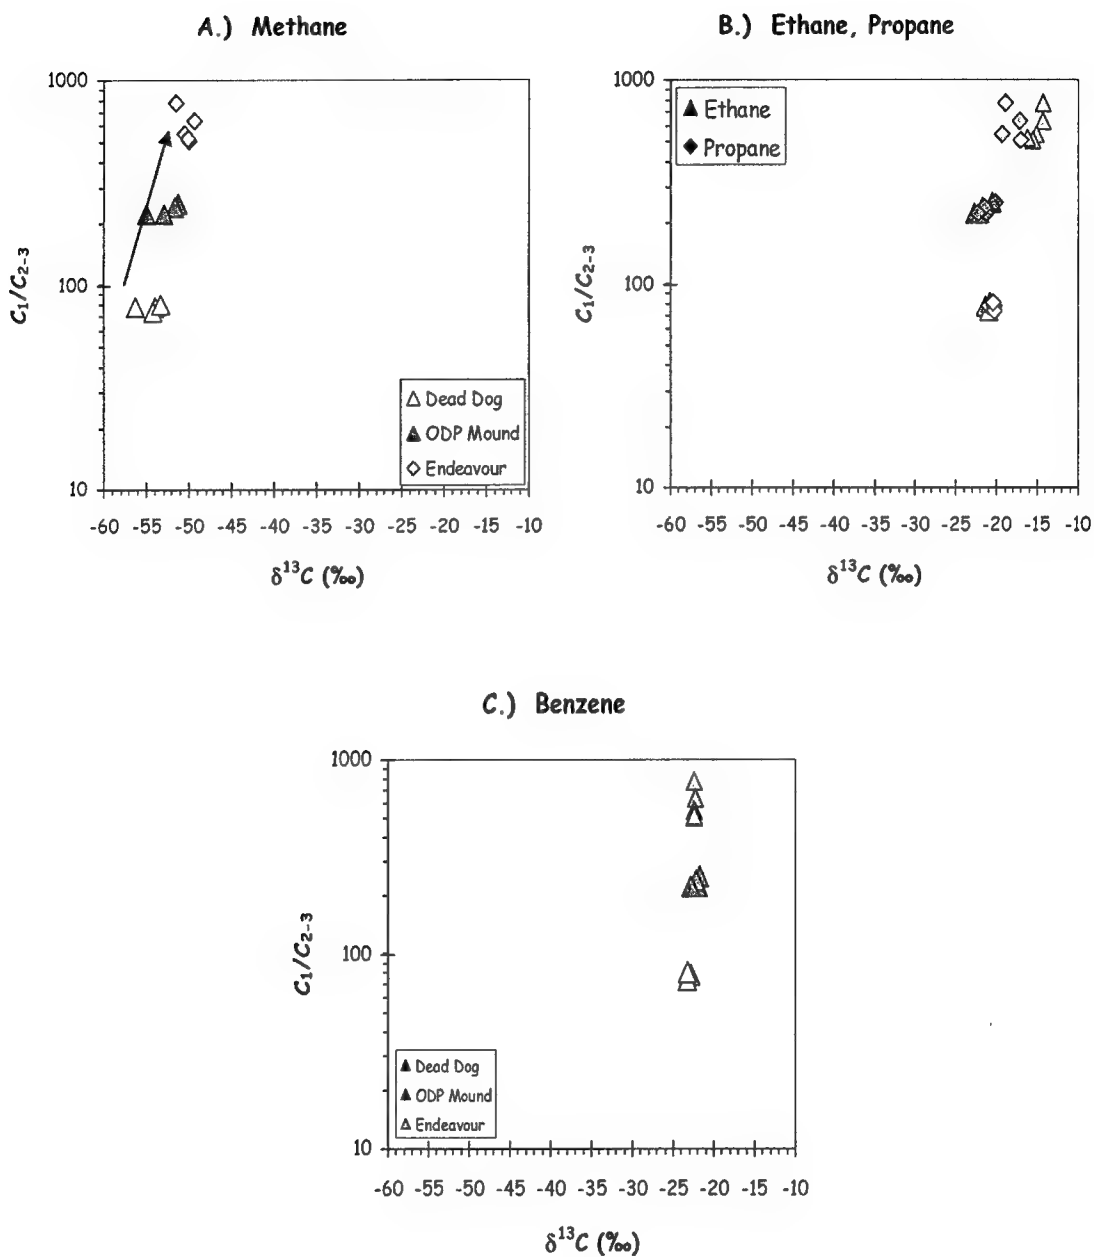 A.) Methane
1000
100
10
C₁/C₂₋₃
Dead Dog
ODP Mound
Endeavour
-60 -55 -50 -45 -40 -35 -30 -25 -20 -15 -10
δ¹³C (‰)
B.) Ethane, Propane
1000
100
10
C₁/C₂₋₃
Ethane
Propane
-60 -55 -50 -45 -40 -35 -30 -25 -20 -15 -10
δ¹³C (‰)
C.) Benzene
1000
100
10
C₁/C₂₋₃
Dead Dog
ODP Mound
Endeavour
-60 -55 -50 -45 -40 -35 -30 -25 -20 -15 -10
δ¹³C (‰)